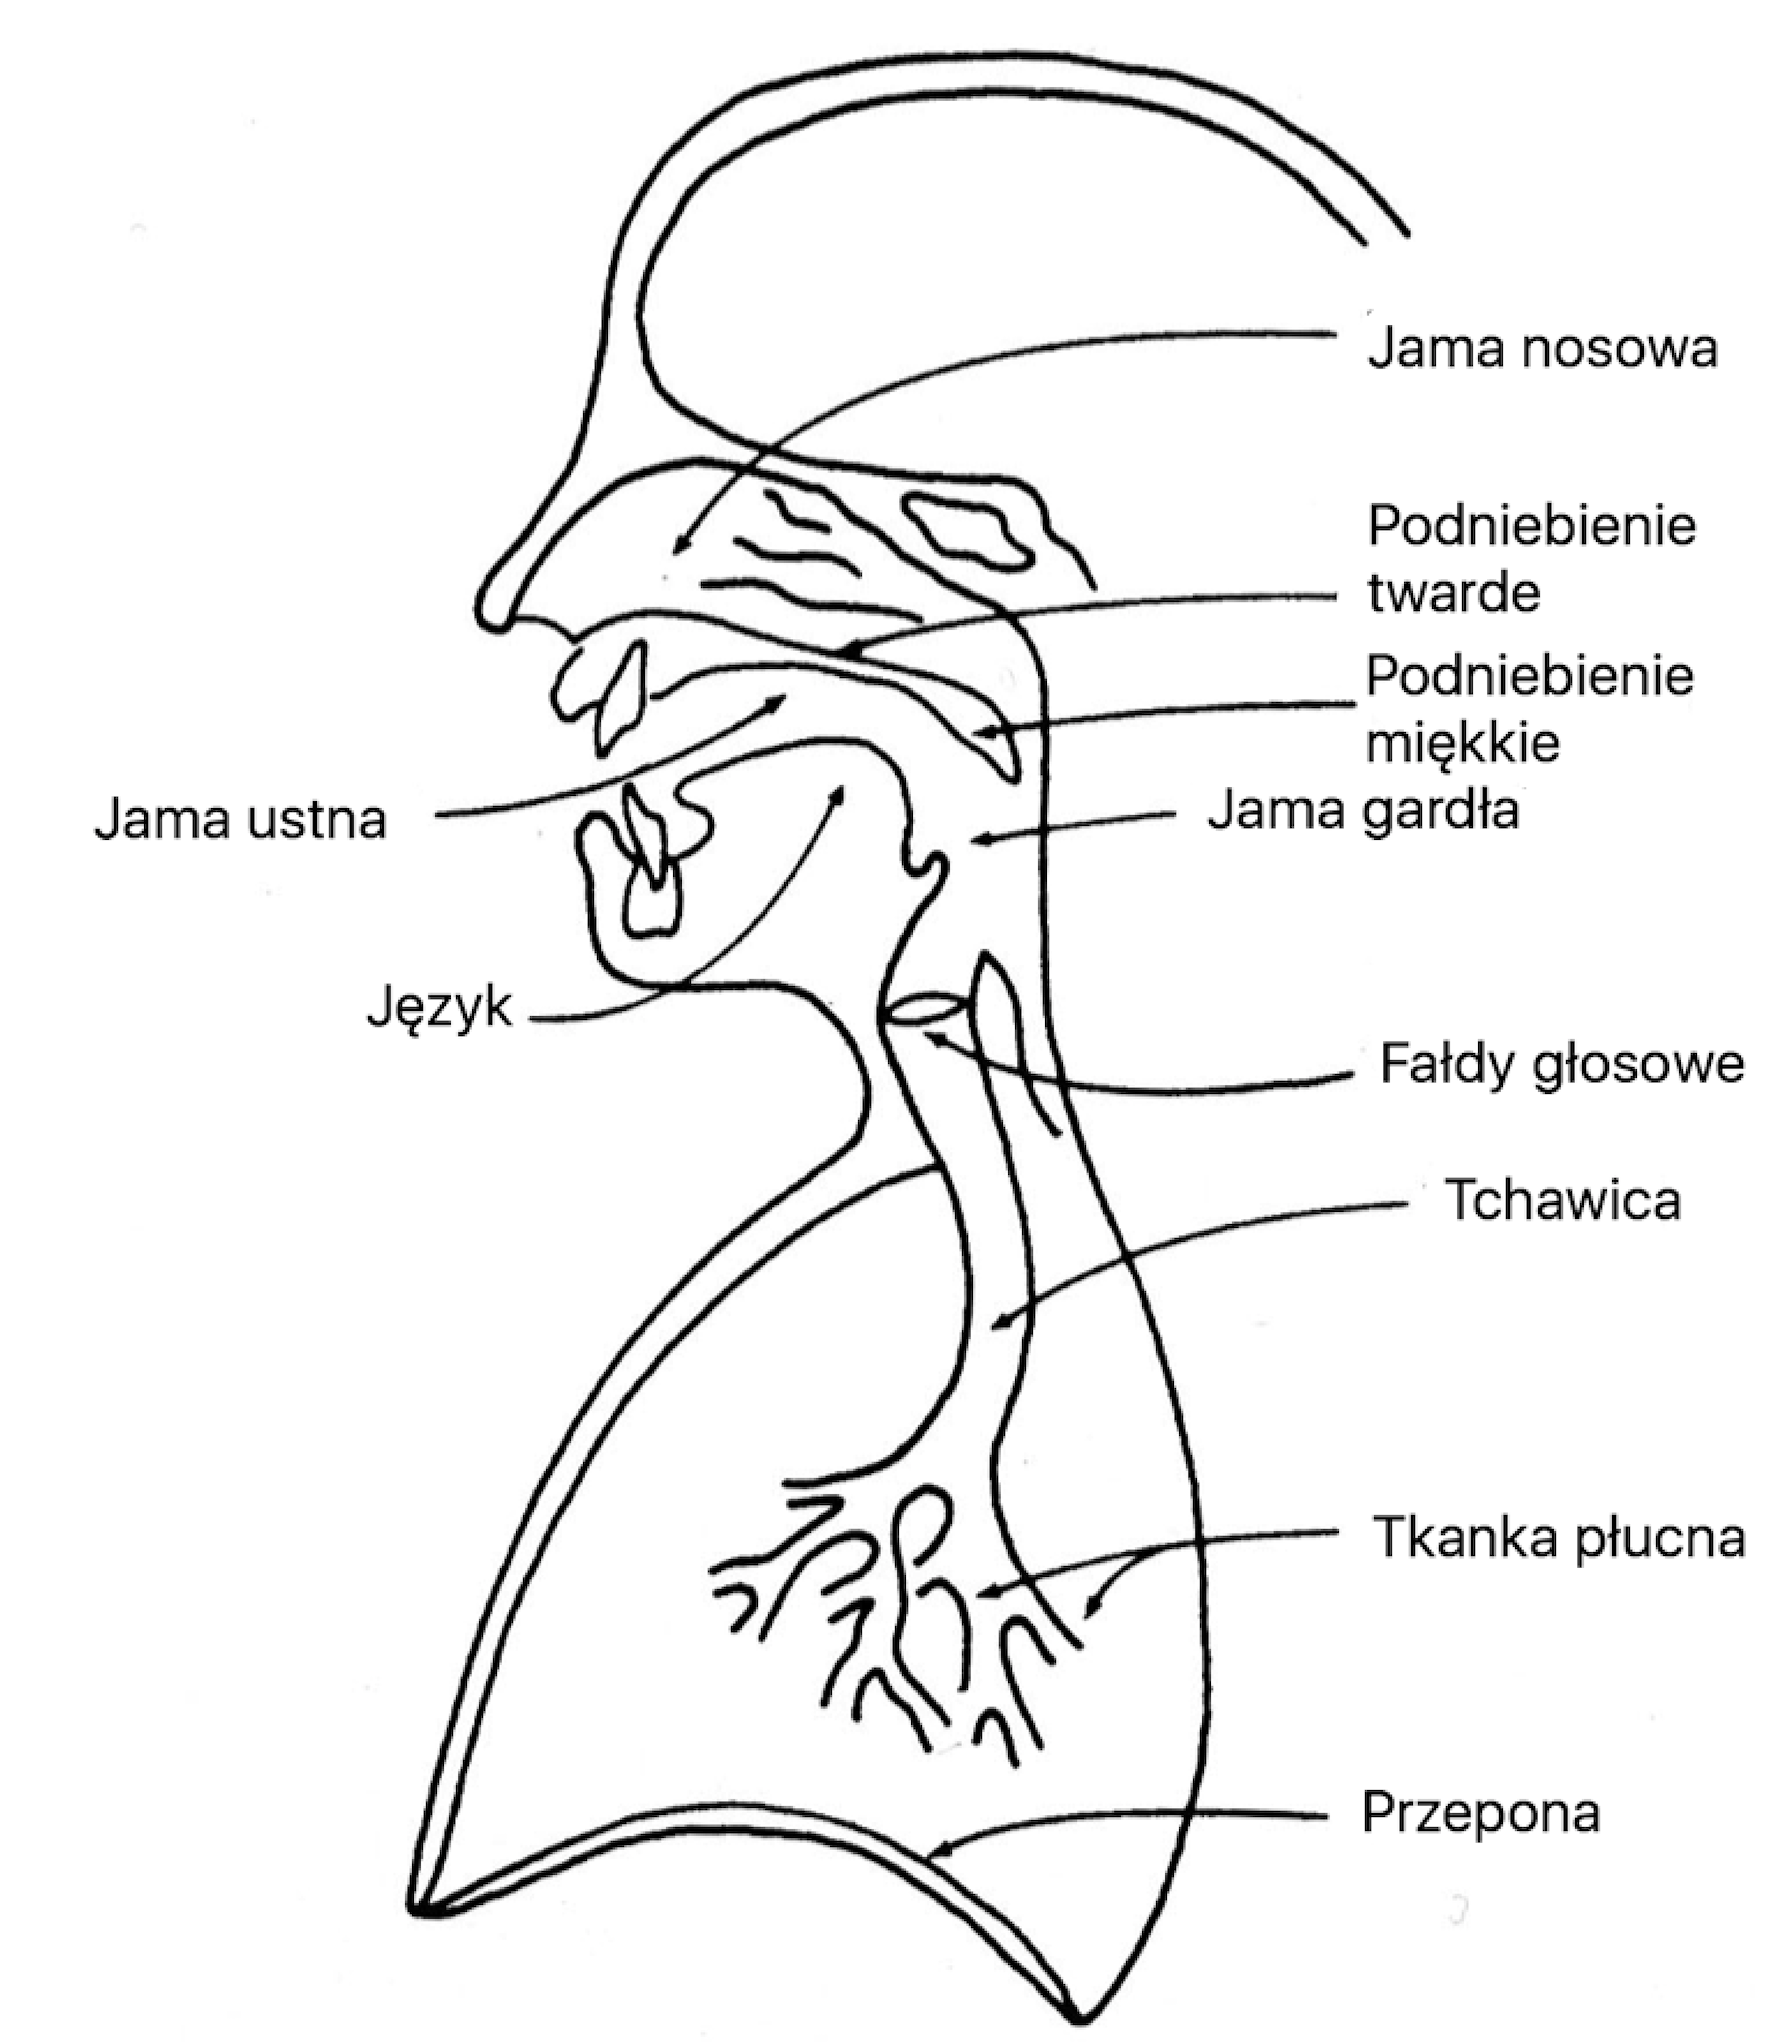 Jama nosowa
Podniebienie
twarde
Podniebienie
miękkie
Jama gardła
Jama ustna
Język
Fałdy głosowe
Tchawica
Tkanka płucna
Przepona